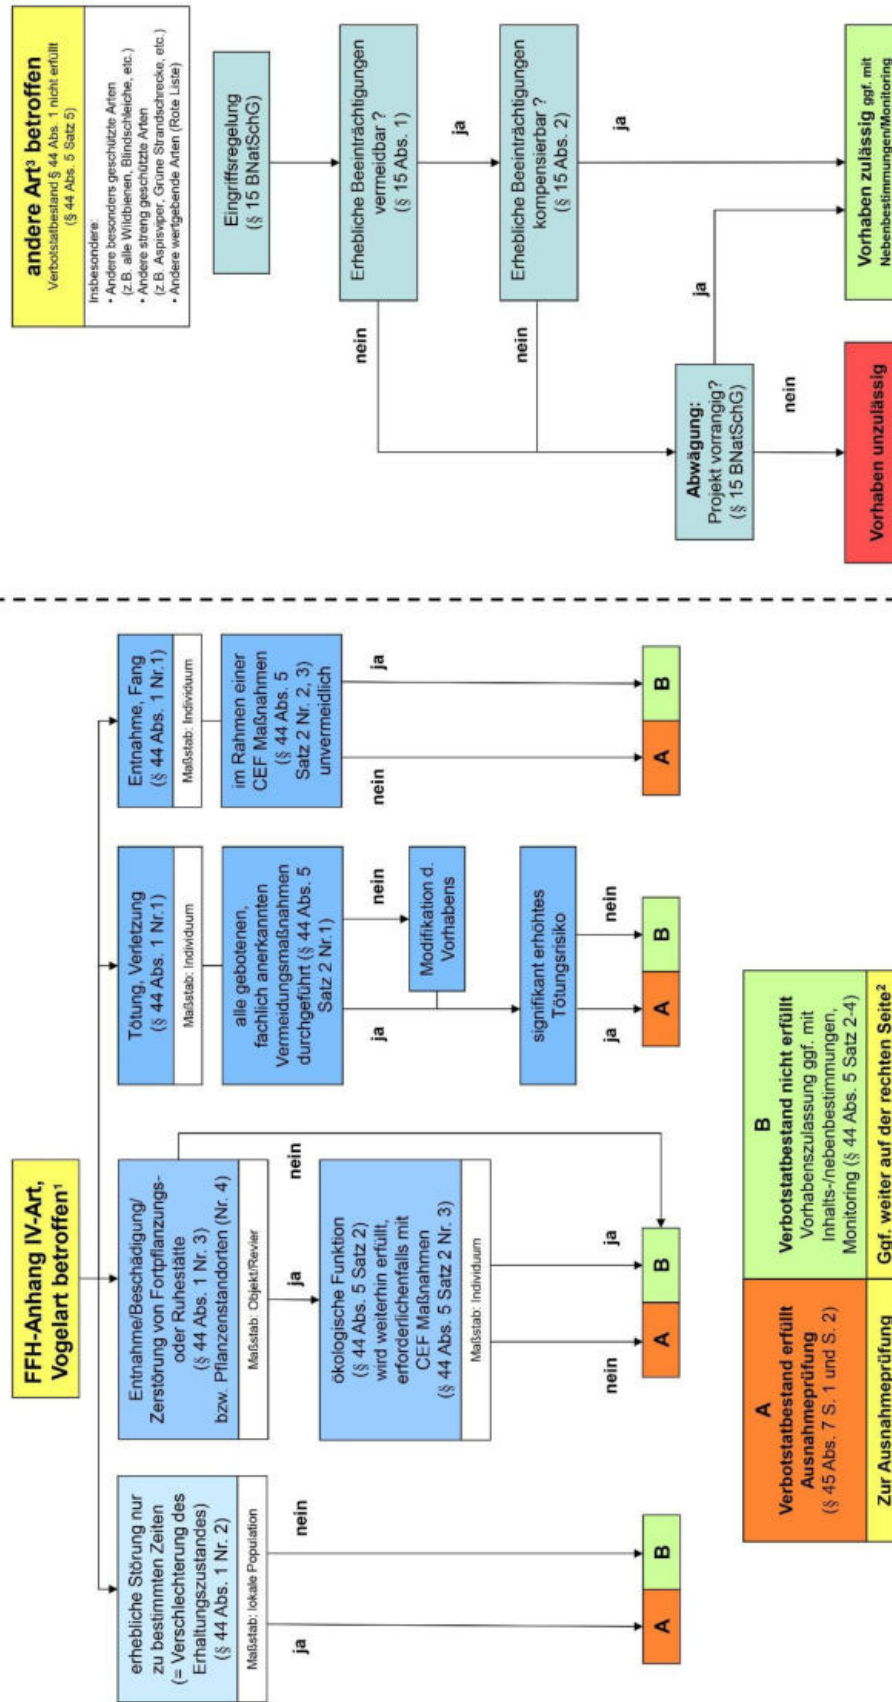 FFH-Anhang IV-Art,
Vogelart betroffen¹
erhebliche Störung nur
zu bestimmten Zeiten
(= Verschlechterung des
Erhaltungszustandes)
(§ 44 Abs. 1 Nr. 2)
Maßstab: lokale Population
ja
nein
A
B
Entnahme/Beschädigung/
Zerstörung von Fortpflanzungs-
oder Ruhestätte
(§ 44 Abs. 1 Nr. 3)
bzw. Pflanzenstandorten (Nr. 4)
Maßstab: Objekt/Revier
ja
nein
ökologische Funktion
(§ 44 Abs. 5 Satz 2)
wird weiterhin erfüllt,
erforderlichenfalls mit
CEF Maßnahmen
(§ 44 Abs. 5 Satz 2 Nr. 3)
Maßstab: Individuum
nein
ja
A
B
Tötung, Verletzung
(§ 44 Abs. 1 Nr.1)
Maßstab: Individuum
alle gebotenen,
fachlich anerkannten
Vermeidungsmaßnahmen
durchgeführt (§ 44 Abs. 5
Satz 2 Nr.1)
ja
nein
Modifikation d.
Vorhabens
signifikant erhöhtes
Tötungsrisiko
ja
nein
A
B
Entnahme, Fang
(§ 44 Abs. 1 Nr.1)
Maßstab: Individuum
im Rahmen einer
CEF Maßnahmen
(§ 44 Abs. 5
Satz 2 Nr. 2, 3)
unvermeidlich
nein
ja
A
B
A
Verbotstatbestand erfüllt
Ausnahmeprüfung
(§ 45 Abs. 7 S. 1 und S. 2)
Zur Ausnahmeprüfung
B
Verbotstatbestand nicht erfüllt
Vorhabenszulassung ggf. mit
Inhalts-/nebenbestimmungen,
Monitoring (§ 44 Abs. 5 Satz 2-4)
Ggf. weiter auf der rechten Seite²
andere Art³ betroffen
Verbotstatbestand § 44 Abs. 1 nicht erfüllt
(§ 44 Abs. 5 Satz 5)
Insbesondere:
• Andere besonders geschützte Arten
(z.B. alle Wildbienen, Blindschleiche, etc.)
• Andere streng geschützte Arten
(z.B. Aspisviper, Grüne Strandschrecke, etc.)
• Andere wertgebende Arten (Rote Liste)
Eingriffsregelung
(§ 15 BNatSchG)
Erhebliche Beeinträchtigungen
vermeidbar ?
(§ 15 Abs. 1)
nein
ja
Erhebliche Beeinträchtigungen
kompensierbar ?
(§ 15 Abs. 2)
nein
ja
Abwägung:
Projekt vorrangig?
(§ 15 BNatSchG)
ja
nein
Vorhaben unzulässig
Vorhaben zulässig ggf. mit
Nebenbestimmungen/Monitoring